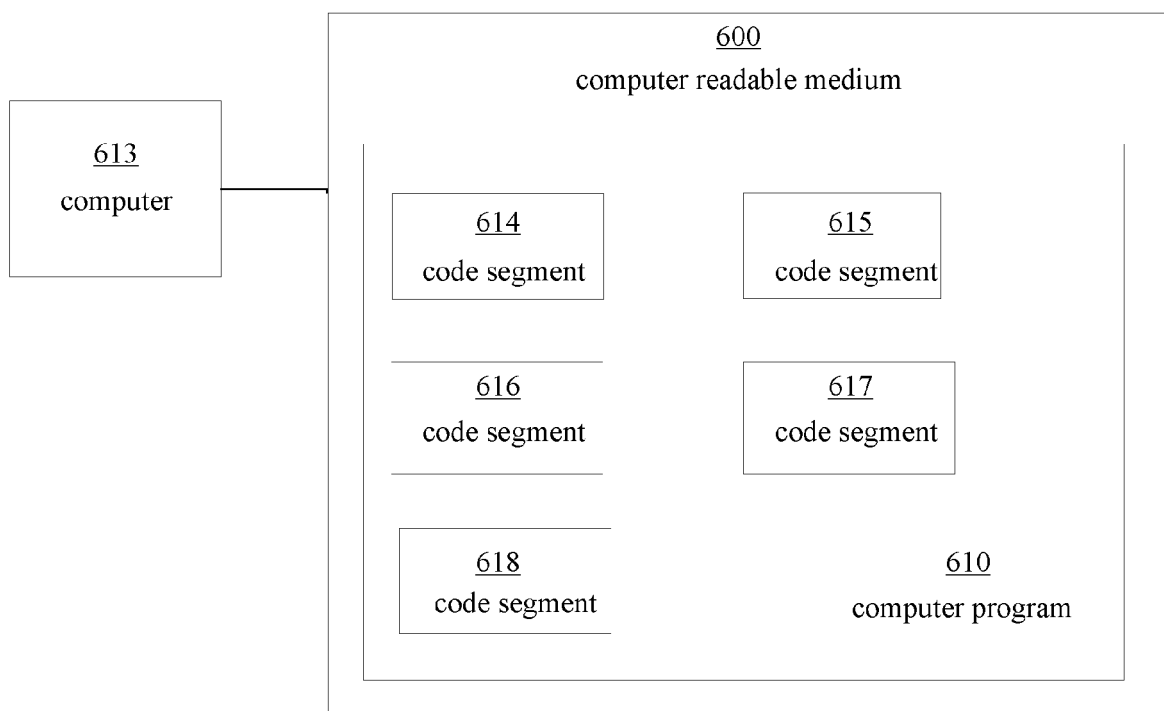 600
computer readable medium
613
computer
614
code segment
615
code segment
616
code segment
617
code segment
618
code segment
610
computer program